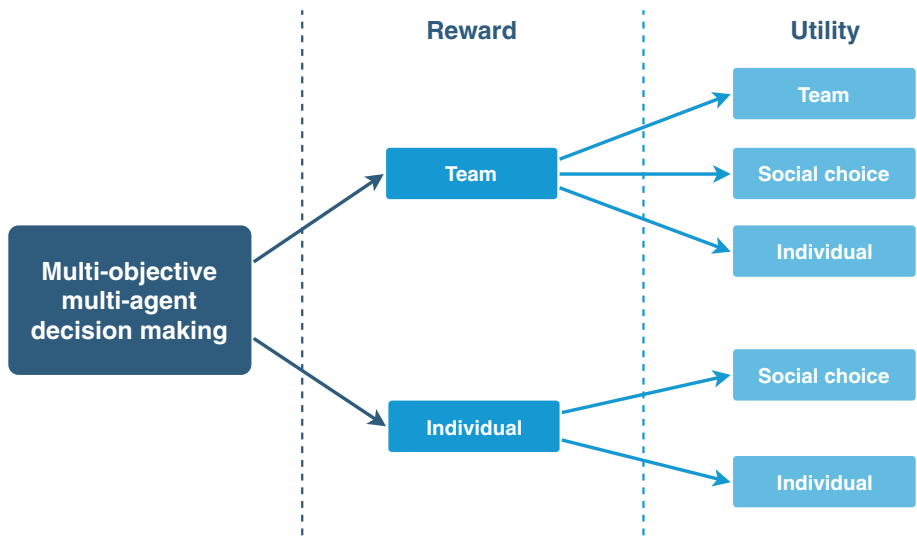 Reward
Utility
Team
Team
Social choice
Individual
Multi-objective
multi-agent
decision making
Social choice
Individual
Individual